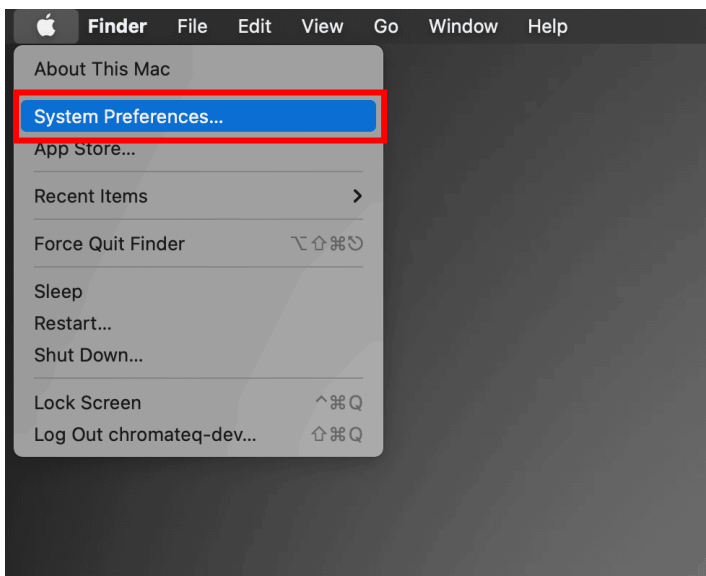 Finder File Edit View Go Window Help
About This Mac
System Preferences...
App Store...
Recent Items
Force Quit Finder ⌥⇧⌘⎋
Sleep
Restart...
Shut Down...
Lock Screen ^⌘Q
Log Out chromateq-dev... ⇧⌘Q